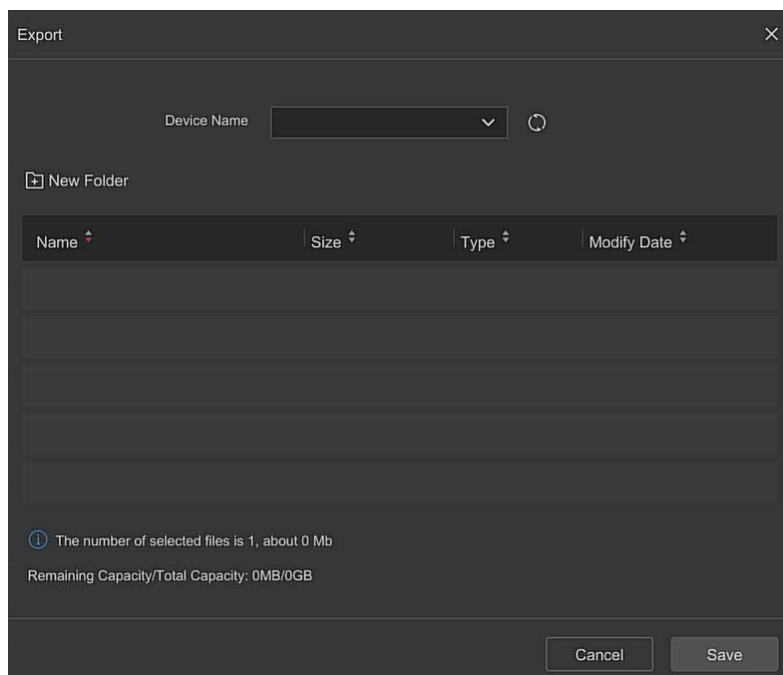 Export
Device Name
New Folder
Name Size Type Modify Date
The number of selected files is 1, about 0 Mb
Remaining Capacity/Total Capacity: 0MB/0GB
Cancel Save